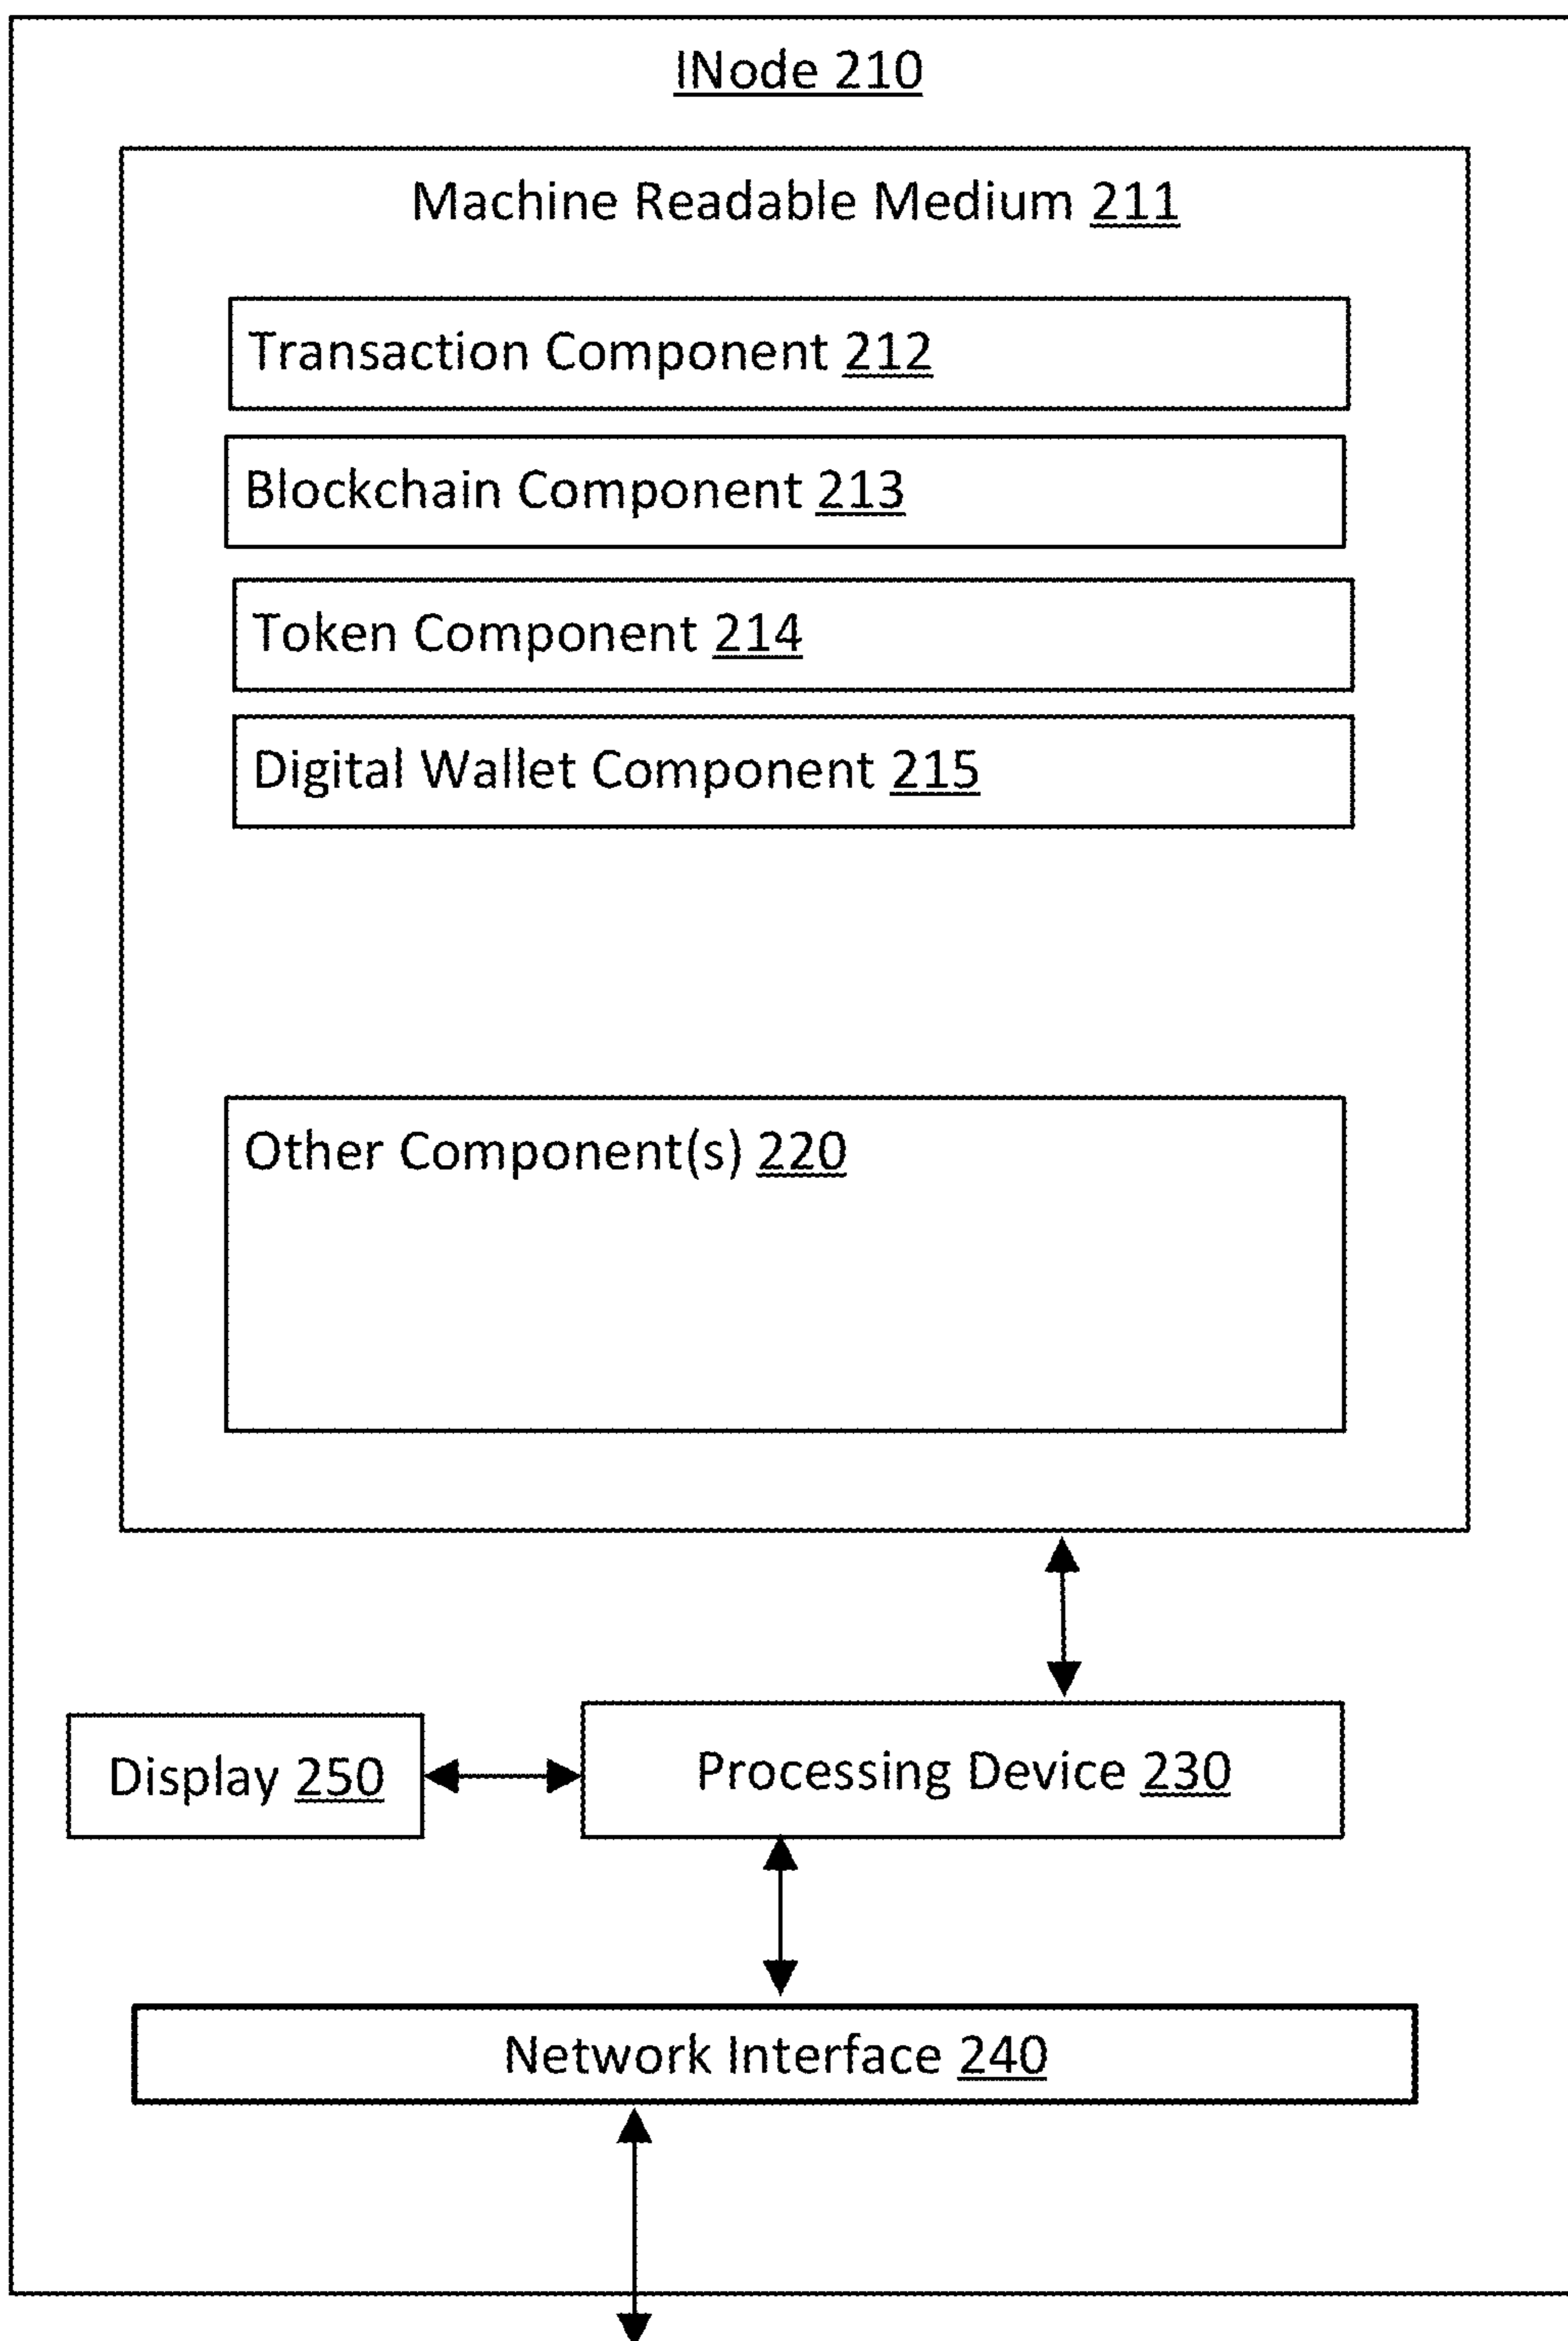 INode 210
Machine Readable Medium 211
Transaction Component 212
Blockchain Component 213
Token Component 214
Digital Wallet Component 215
Other Component(s) 220
Display 250
Processing Device 230
Network Interface 240